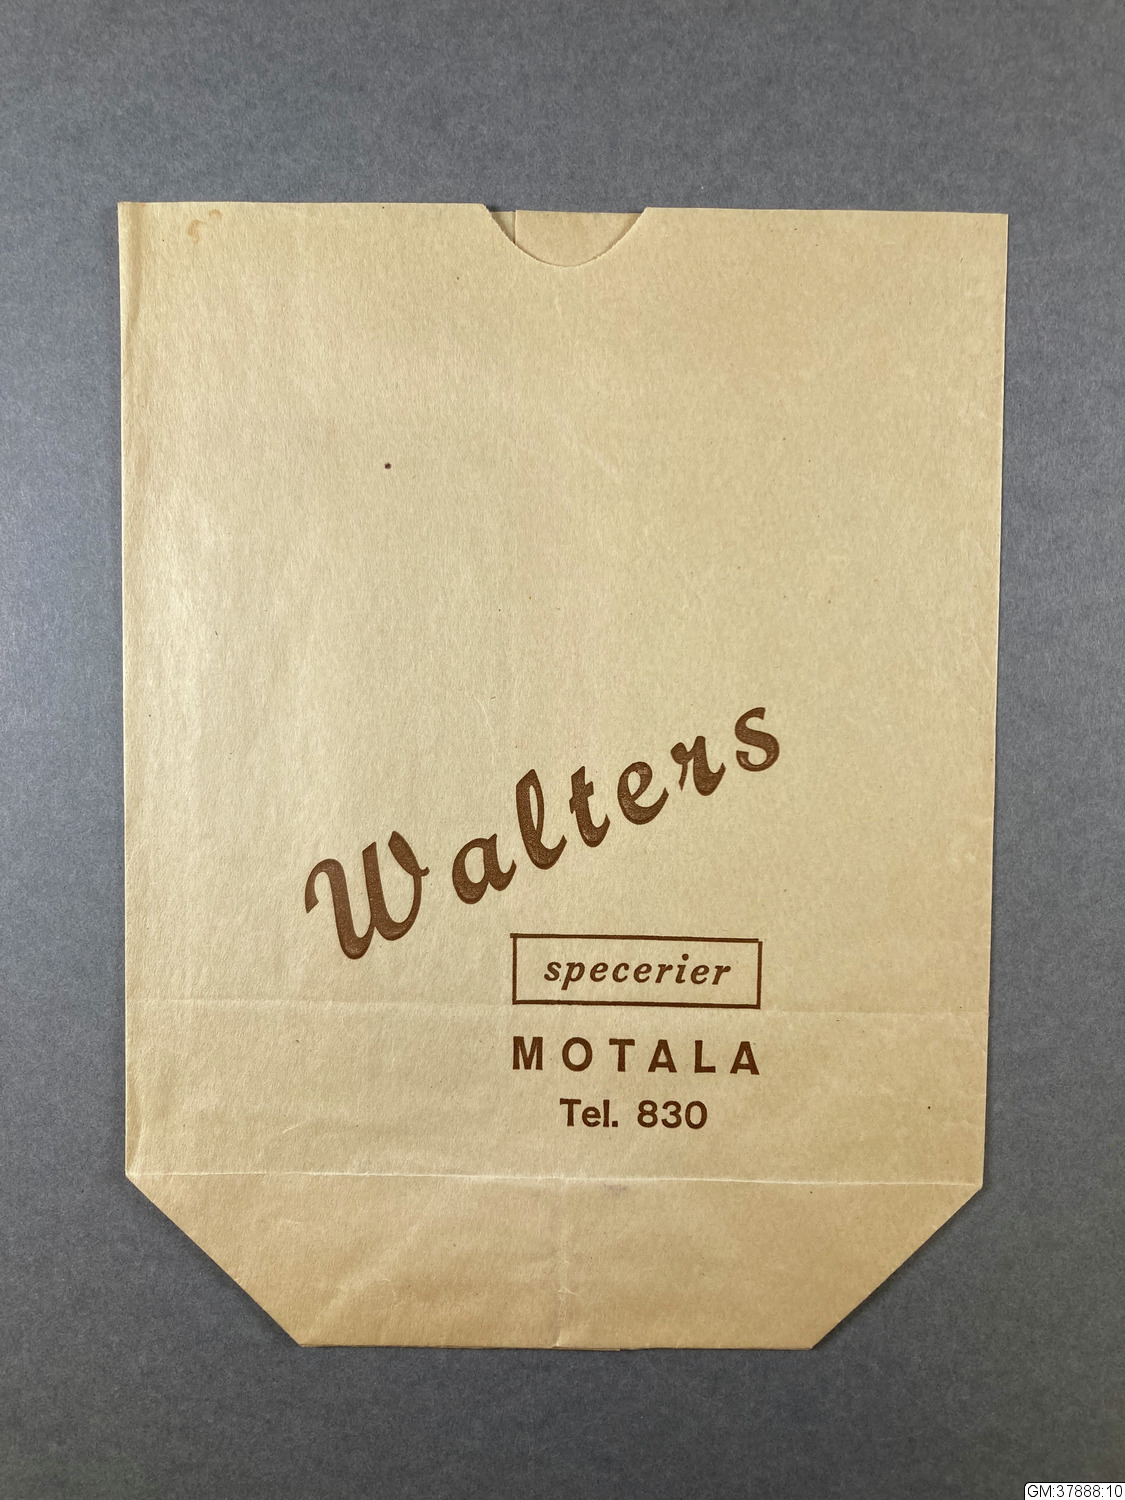 Walters
specerier
MOTALA
Tel. 830
GM:37888:10